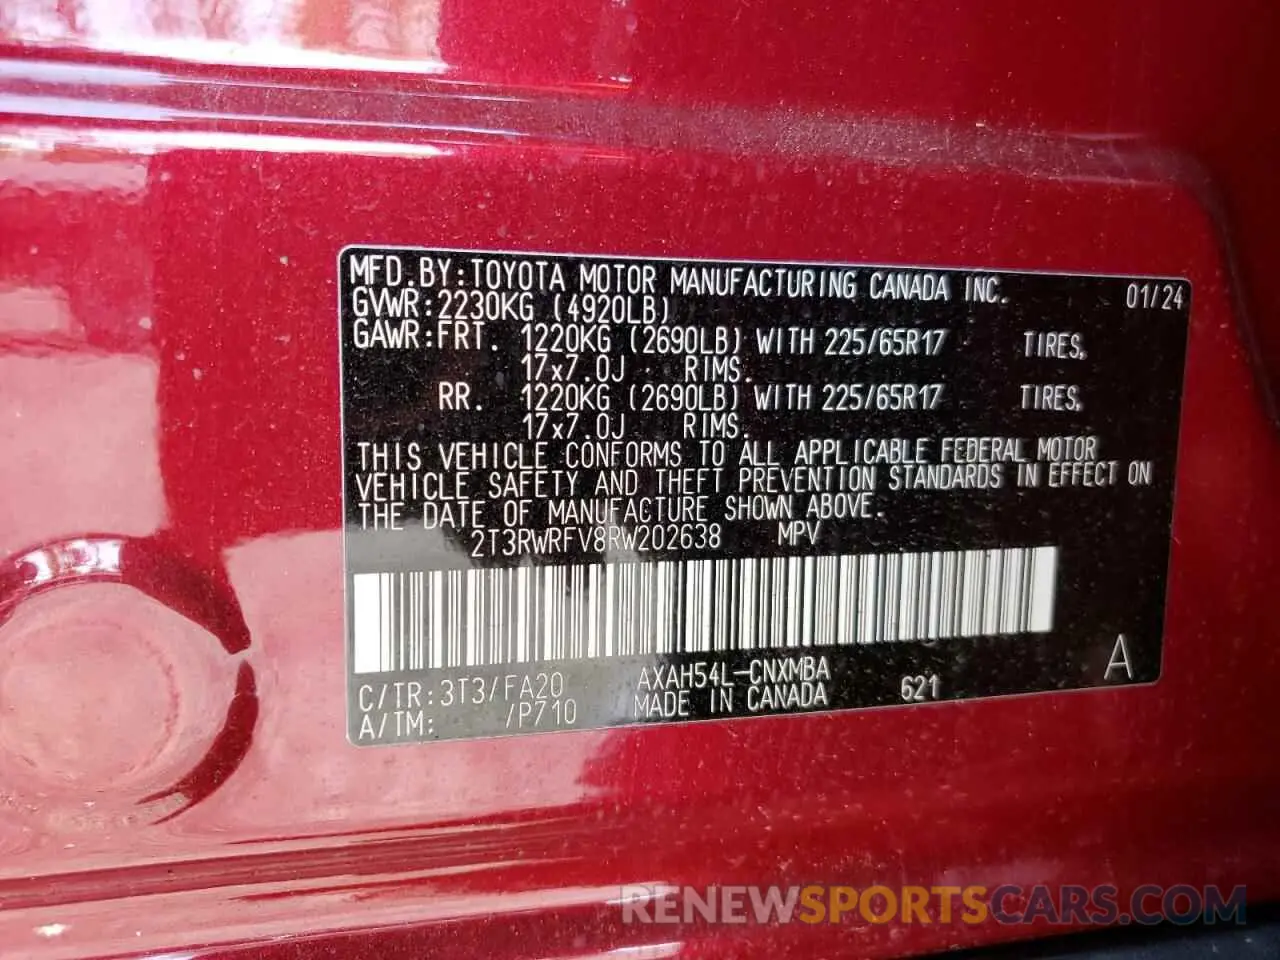 MFD.BY:TOYOTA MOTOR MANUFACTURING CANADA INC. 01/24
GVWR:2230KG (4920LB)
GAWR:FRT. 1220KG (2690LB) WITH 225/65R17 TIRES,
17x7.0J RIMS.
RR. 1220KG (2690LB) WITH 225/65R17 TIRES,
17x7.0J RIMS.
THIS VEHICLE CONFORMS TO ALL APPLICABLE FEDERAL MOTOR
VEHICLE SAFETY AND THEFT PREVENTION STANDARDS IN EFFECT ON
THE DATE OF MANUFACTURE SHOWN ABOVE.
2T3RWRFV8RW202638 MPV
C/TR:3T3/FA20 AXAH54L-CNXMBA 621 A
A/TM: /P710 MADE IN CANADA
RENEWSPORTSCARS.COM